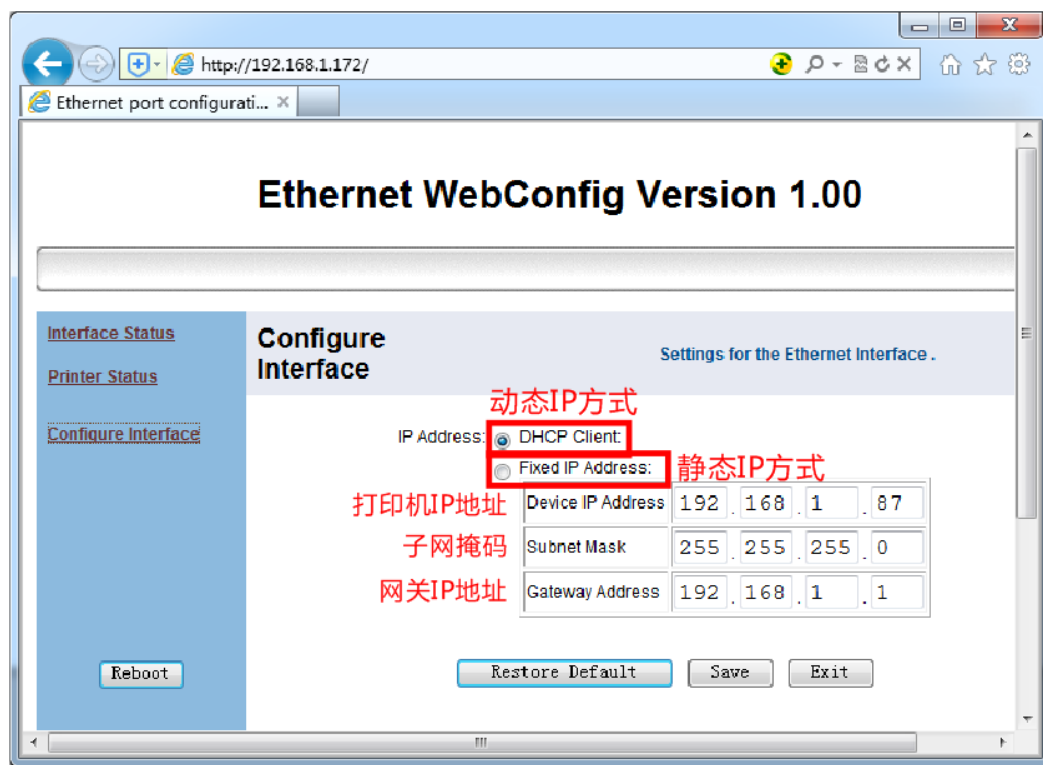 http://192.168.1.172/
Ethernet port configurati...
Ethernet WebConfig Version 1.00
Interface Status
Printer Status
Configure Interface
Reboot
Configure
Interface
Settings for the Ethernet Interface .
动态IP方式
IP Address: DHCP Client:
Fixed IP Address: 静态IP方式
打印机IP地址 Device IP Address 192 . 168 . 1 . 87
子网掩码 Subnet Mask 255 . 255 . 255 . 0
网关IP地址 Gateway Address 192 . 168 . 1 . 1
Restore Default Save Exit